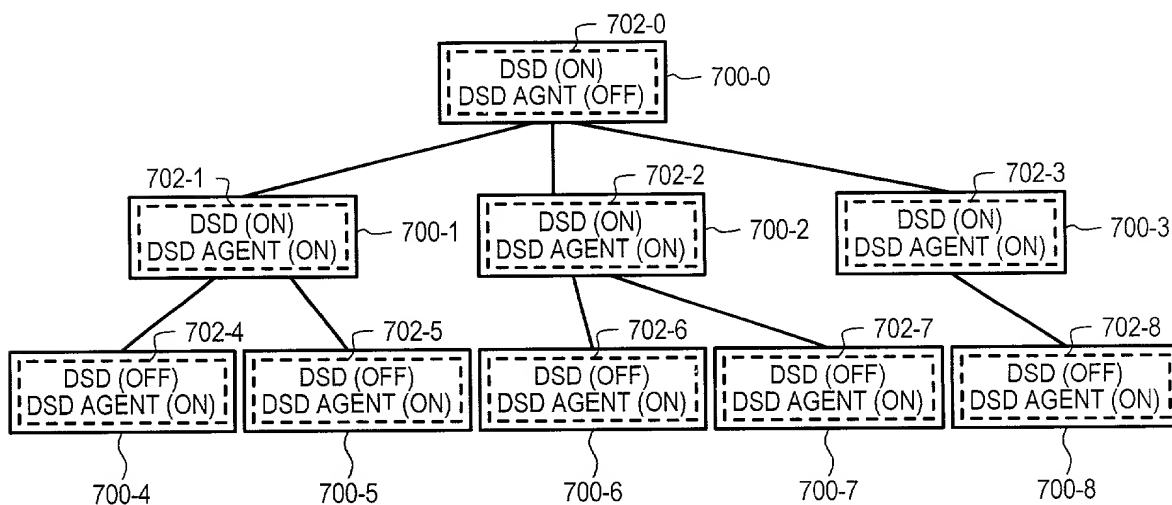 702-0
DSD (ON)
DSD AGNT (OFF)
700-0
702-1
DSD (ON)
DSD AGENT (ON)
700-1
702-2
DSD (ON)
DSD AGENT (ON)
700-2
702-3
DSD (ON)
DSD AGENT (ON)
700-3
702-4
DSD (OFF)
DSD AGENT (ON)
700-4
702-5
DSD (OFF)
DSD AGENT (ON)
700-5
702-6
DSD (OFF)
DSD AGENT (ON)
700-6
702-7
DSD (OFF)
DSD AGENT (ON)
700-7
702-8
DSD (OFF)
DSD AGENT (ON)
700-8